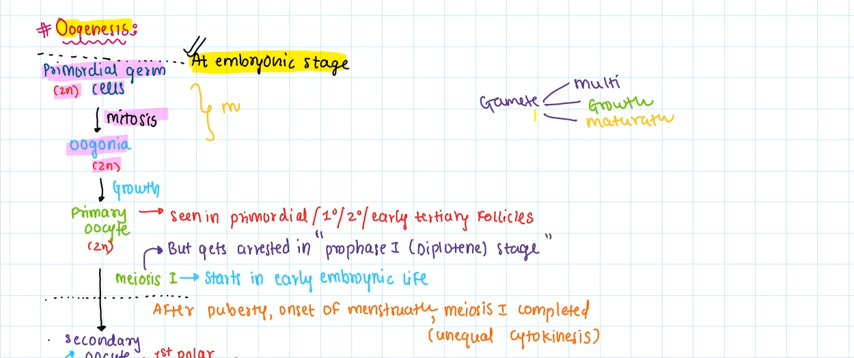 # Oogenesis:
At embryonic stage
Primordial germ
(2n) cells
m
mitosis
oogonia
(2n)
Growth
Gamete
multi
Growth
maturatn
Primary
oocyte
(2n)
seen in primordial/1°/2°/early tertiary Follicles
But gets arrested in "prophase I (Diplotene) stage"
meiosis I → Starts in early embroynic life
After puberty, onset of menstruatn, meiosis I completed
(unequal cytokinesis)
secondary
oocyte
1st polar